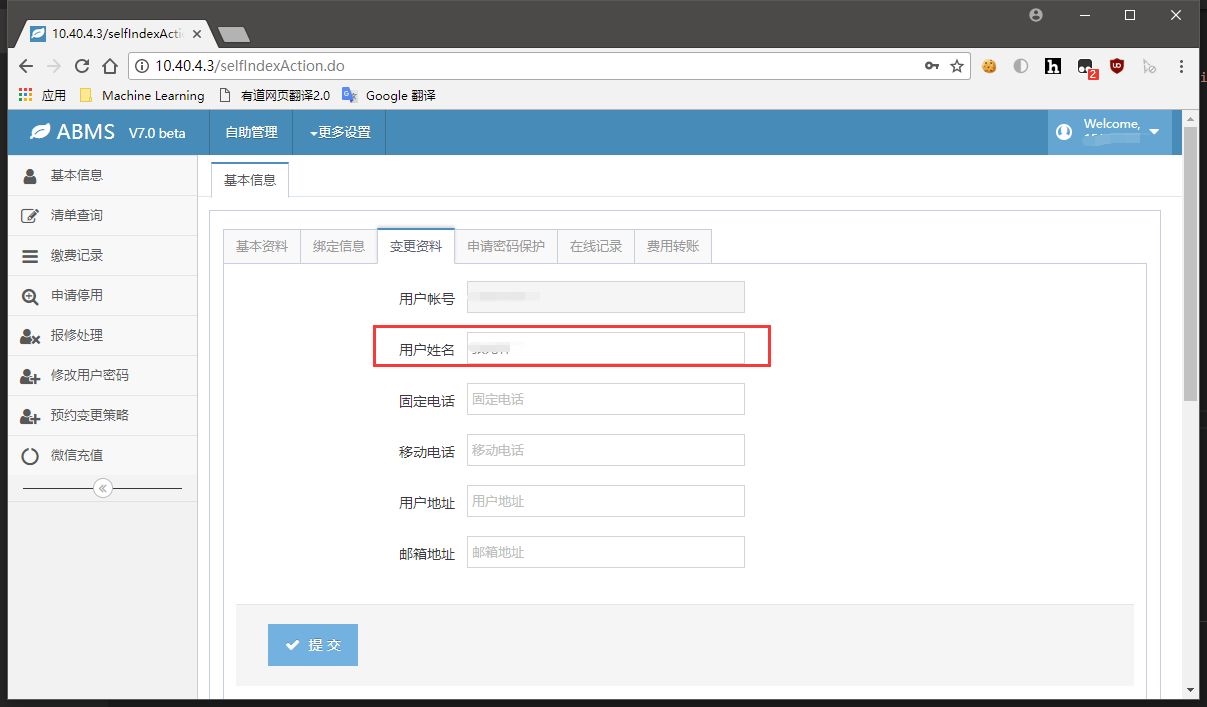 10.40.4.3/selfIndexActi
10.40.4.3/selfIndexAction.do
2
应用
Machine Learning
有道网页翻译2.0
Google 翻译
ABMS V7.0 beta
自助管理
更多设置
Welcome,
基本信息
清单查询
缴费记录
申请停用
报修处理
修改用户密码
预约变更策略
微信充值
基本信息
基本资料
绑定信息
变更资料
申请密码保护
在线记录
费用转账
用户帐号
用户姓名
固定电话 固定电话
移动电话 移动电话
用户地址 用户地址
邮箱地址 邮箱地址
提 交